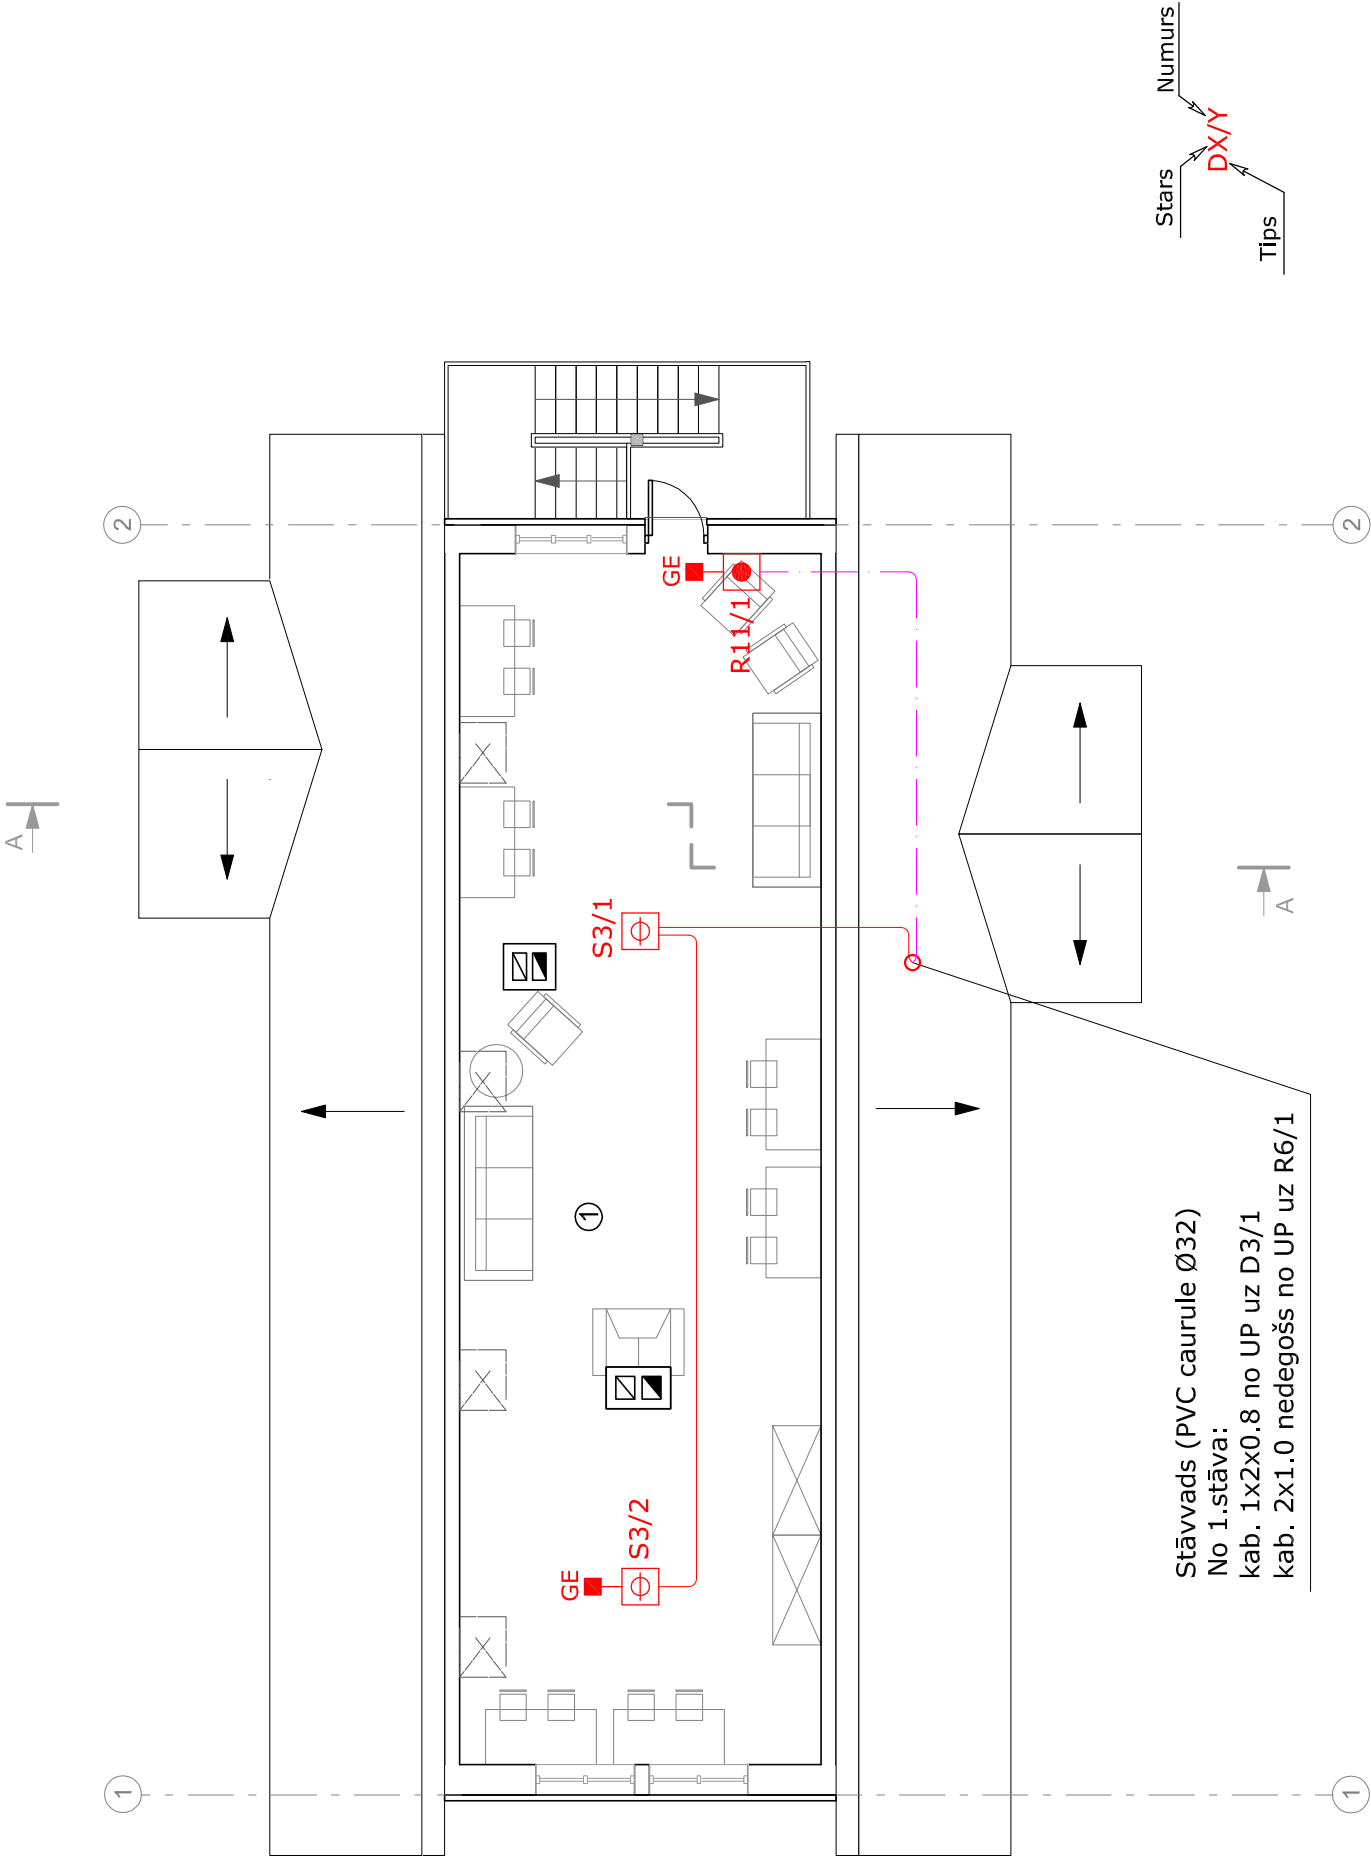 Numurs
Stars
DX/Y
Tips
2
2
A
A
GE
R11/1
S3/1
1
S3/2
GE
Stāvvads (PVC caurule Ø32)
No 1.stāva:
kab. 1x2x0.8 no UP uz D3/1
kab. 2x1.0 nedegošs no UP uz R6/1
1
1